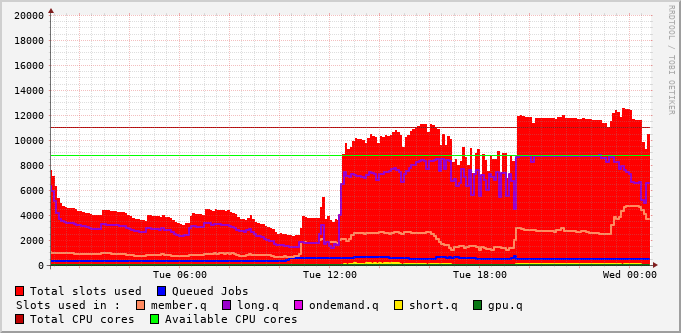 RRDTOOL / TOBI OETIKER
20000
18000
16000
14000
12000
10000
8000
6000
4000
2000
0
Tue 06:00 Tue 12:00 Tue 18:00 Wed 00:00
Total slots used Queued Jobs
Slots used in : member.q long.q ondemand.q short.q gpu.q
Total CPU cores Available CPU cores